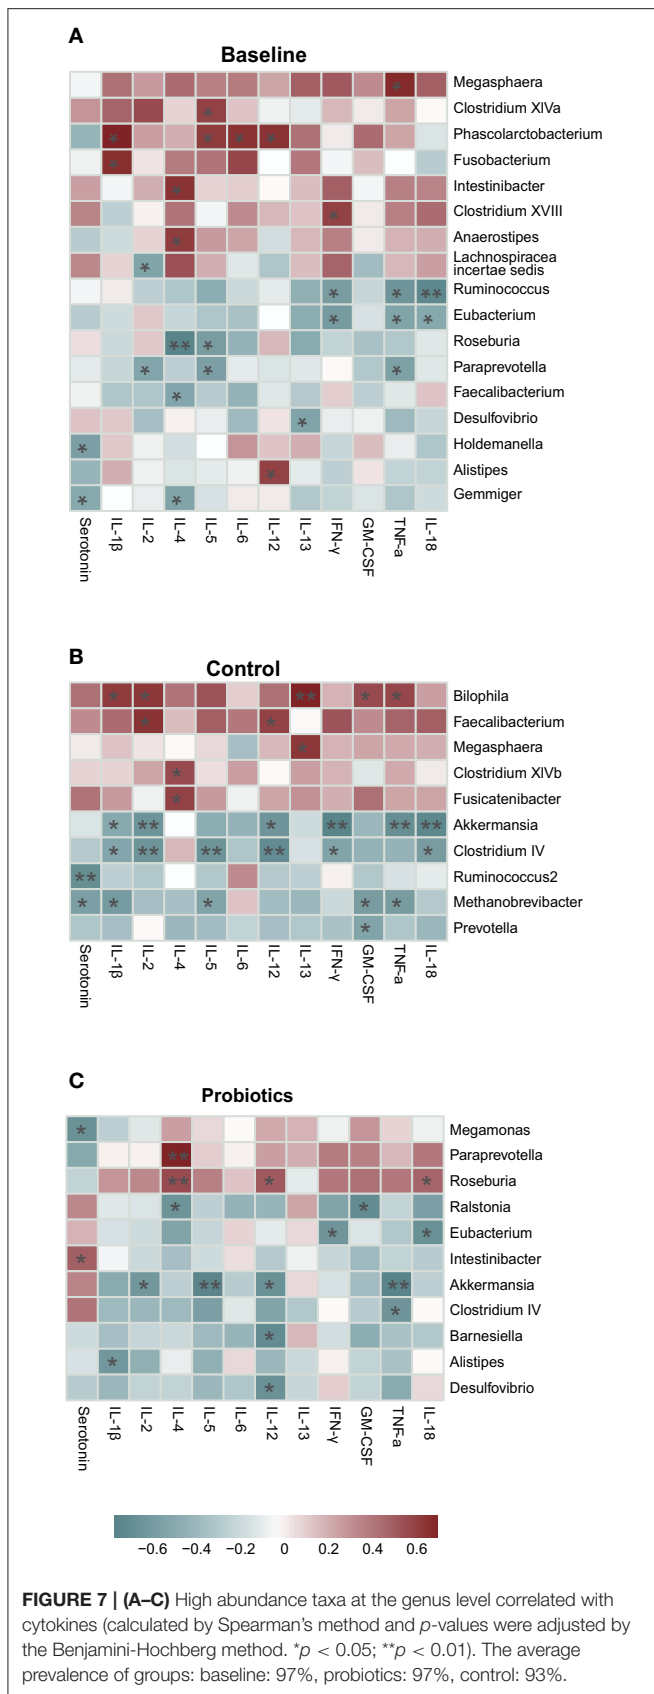 A
Baseline
Megasphaera
*
Clostridium XIVa
*
Phascolarctobacterium
* * * *
Fusobacterium
*
Intestinibacter
*
Clostridium XVIII
*
Anaerostipes
*
Lachnospiracea
incertae sedis
*
Ruminococcus
* * **
Eubacterium
* * *
Roseburia
** *
Paraprevotella
* * *
Faecalibacterium
*
Desulfovibrio
*
Holdemanella
*
Alistipes
*
Gemmiger
* *
Serotonin
IL-1β
IL-2
IL-4
IL-5
IL-6
IL-12
IL-13
IFN-γ
GM-CSF
TNF-a
IL-18
B
Control
Bilophila
* * ** * *
Faecalibacterium
* *
Megasphaera
*
Clostridium XIVb
*
Fusicatenibacter
*
Akkermansia
* ** * ** ** **
Clostridium IV
* ** ** ** * *
Ruminococcus2
**
Methanobrevibacter
* * * * *
Prevotella
*
Serotonin
IL-1β
IL-2
IL-4
IL-5
IL-6
IL-12
IL-13
IFN-γ
GM-CSF
TNF-a
IL-18
C
Probiotics
Megamonas
*
Paraprevotella
**
Roseburia
** * *
Ralstonia
* *
Eubacterium
* *
Intestinibacter
*
Akkermansia
* ** * **
Clostridium IV
*
Barnesiella
*
Alistipes
*
Desulfovibrio
*
Serotonin
IL-1β
IL-2
IL-4
IL-5
IL-6
IL-12
IL-13
IFN-γ
GM-CSF
TNF-a
IL-18
−0.6 −0.4 −0.2 0 0.2 0.4 0.6
FIGURE 7 | (A–C) High abundance taxa at the genus level correlated with
cytokines (calculated by Spearman's method and p-values were adjusted by
the Benjamini-Hochberg method. *p < 0.05; **p < 0.01). The average
prevalence of groups: baseline: 97%, probiotics: 97%, control: 93%.